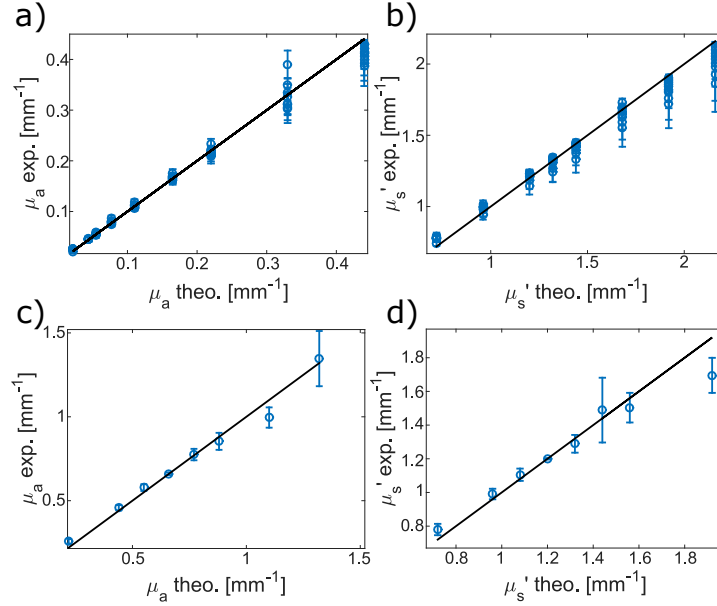 a)
0.4
0.3
0.2
0.1
μa exp. [mm⁻¹]
0.1 0.2 0.3 0.4
μa theo. [mm⁻¹]
b)
2
1.5
1
μs' exp. [mm⁻¹]
1 1.5 2
μs' theo. [mm⁻¹]
c)
1.5
1
0.5
μa exp. [mm⁻¹]
0.5 1 1.5
μa theo. [mm⁻¹]
d)
1.8
1.6
1.4
1.2
1
0.8
μs' exp. [mm⁻¹]
0.8 1 1.2 1.4 1.6 1.8
μs' theo. [mm⁻¹]